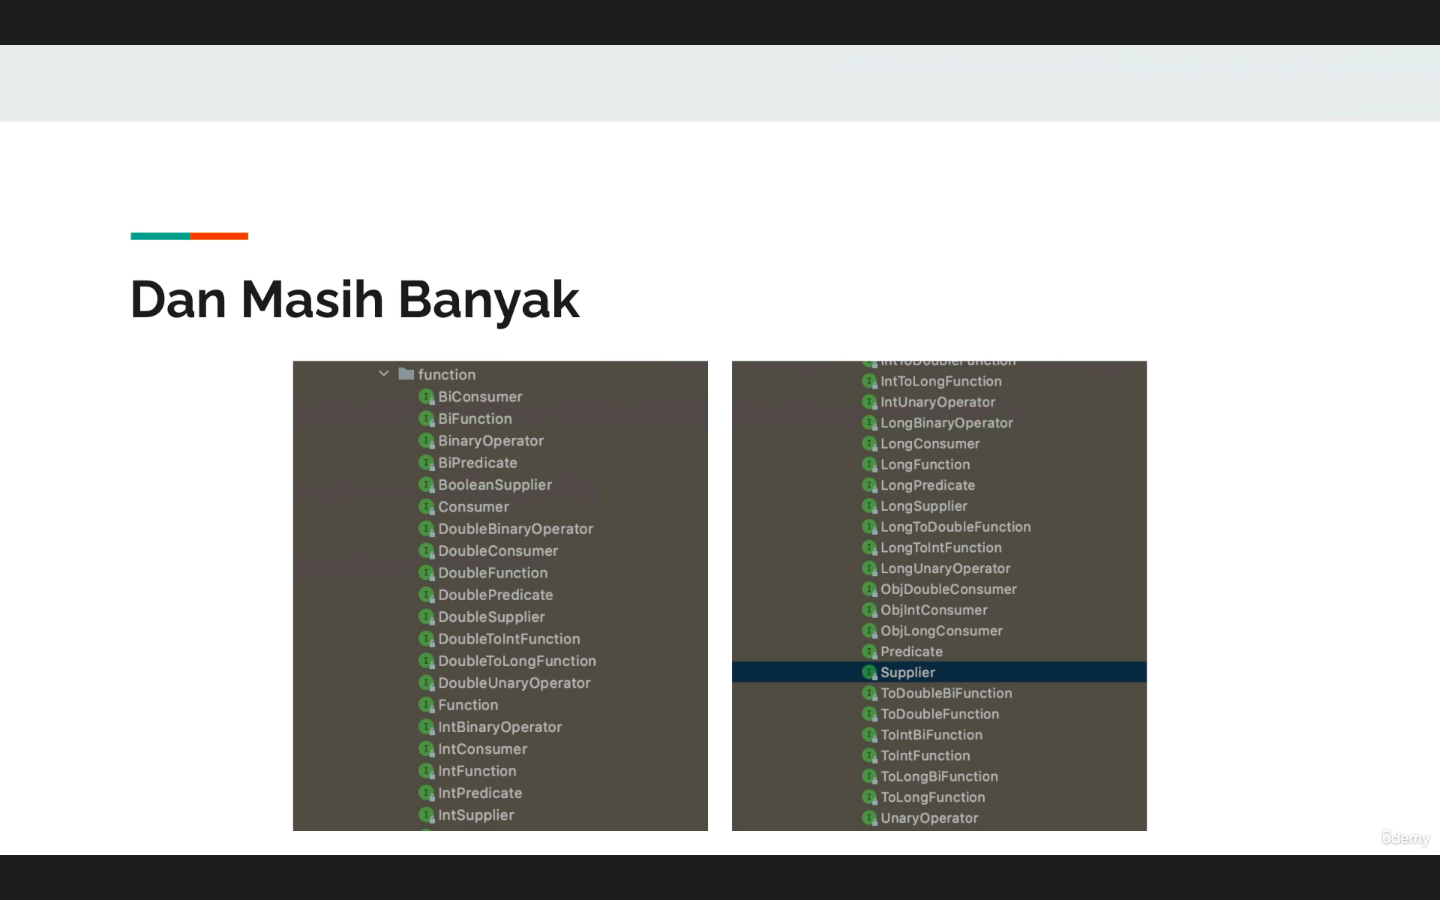 Dan Masih Banyak
function
BiConsumer
BiFunction
BinaryOperator
BiPredicate
BooleanSupplier
Consumer
DoubleBinaryOperator
DoubleConsumer
DoubleFunction
DoublePredicate
DoubleSupplier
DoubleToIntFunction
DoubleToLongFunction
DoubleUnaryOperator
Function
IntBinaryOperator
IntConsumer
IntFunction
IntPredicate
IntSupplier
IntToDoubleFunction
IntToLongFunction
IntUnaryOperator
LongBinaryOperator
LongConsumer
LongFunction
LongPredicate
LongSupplier
LongToDoubleFunction
LongToIntFunction
LongUnaryOperator
ObjDoubleConsumer
ObjIntConsumer
ObjLongConsumer
Predicate
Supplier
ToDoubleBiFunction
ToDoubleFunction
ToIntBiFunction
ToIntFunction
ToLongBiFunction
ToLongFunction
UnaryOperator
ûdemy